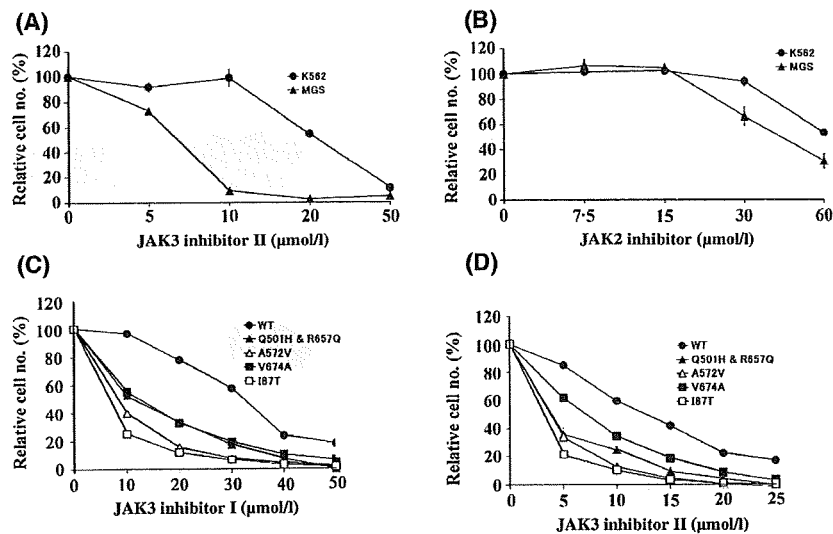 (A)
120
100
80
60
40
20
0
Relative cell no. (%)
K562
MGS
0
5
10
20
50
JAK3 inhibitor II (μmol/l)
(B)
120
100
80
60
40
20
0
Relative cell no. (%)
K562
MGS
0
7·5
15
30
60
JAK2 inhibitor (μmol/l)
(C)
120
100
80
60
40
20
0
Relative cell no. (%)
WT
Q501H & R657Q
A572V
V674A
I87T
0
10
20
30
40
50
JAK3 inhibitor I (μmol/l)
(D)
120
100
80
60
40
20
0
Relative cell no. (%)
WT
Q501H & R657Q
A572V
V674A
I87T
0
5
10
15
20
25
JAK3 inhibitor II (μmol/l)